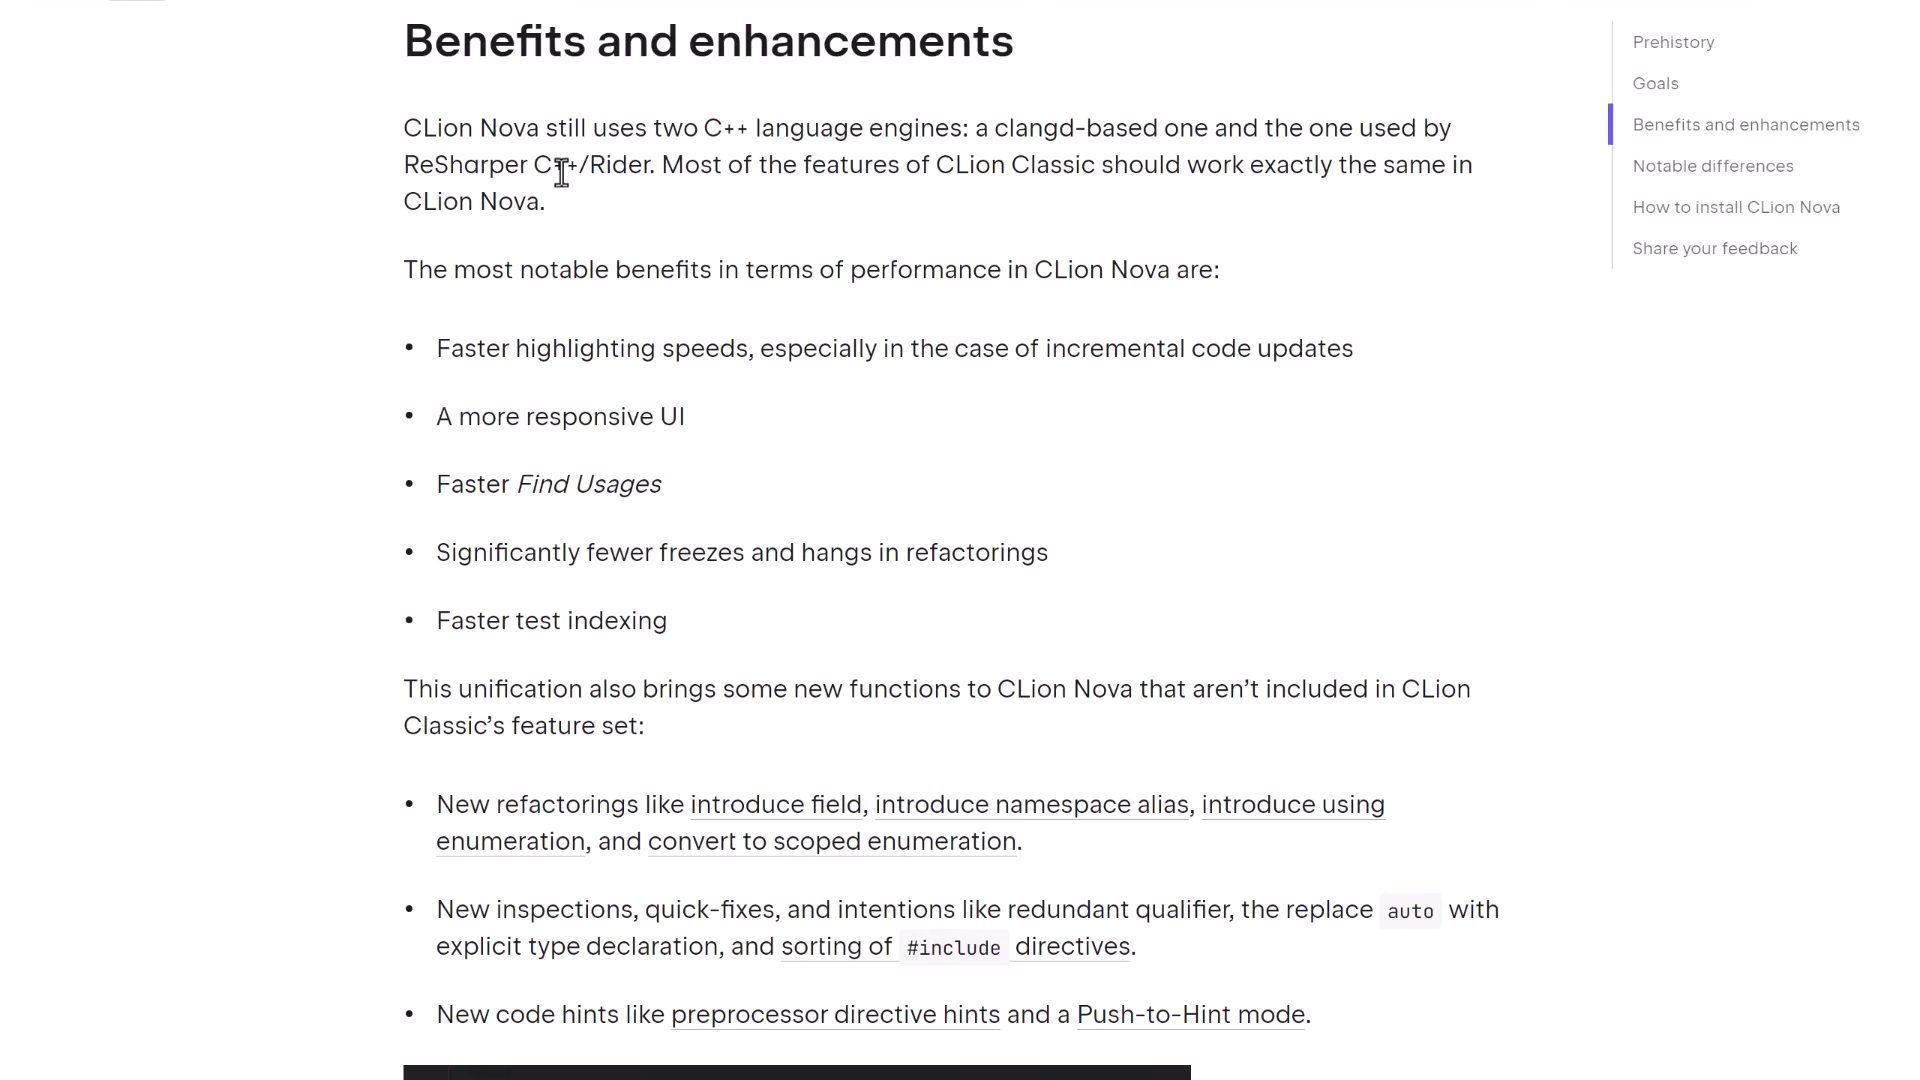 Benefits and enhancements
CLion Nova still uses two C++ language engines: a clangd-based one and the one used by
ReSharper C++/Rider. Most of the features of CLion Classic should work exactly the same in
CLion Nova.
The most notable benefits in terms of performance in CLion Nova are:
• Faster highlighting speeds, especially in the case of incremental code updates
• A more responsive UI
• Faster Find Usages
• Significantly fewer freezes and hangs in refactorings
• Faster test indexing
This unification also brings some new functions to CLion Nova that aren’t included in CLion
Classic’s feature set:
• New refactorings like introduce field, introduce namespace alias, introduce using
enumeration, and convert to scoped enumeration.
• New inspections, quick-fixes, and intentions like redundant qualifier, the replace auto with
explicit type declaration, and sorting of #include directives.
• New code hints like preprocessor directive hints and a Push-to-Hint mode.
Prehistory
Goals
Benefits and enhancements
Notable differences
How to install CLion Nova
Share your feedback